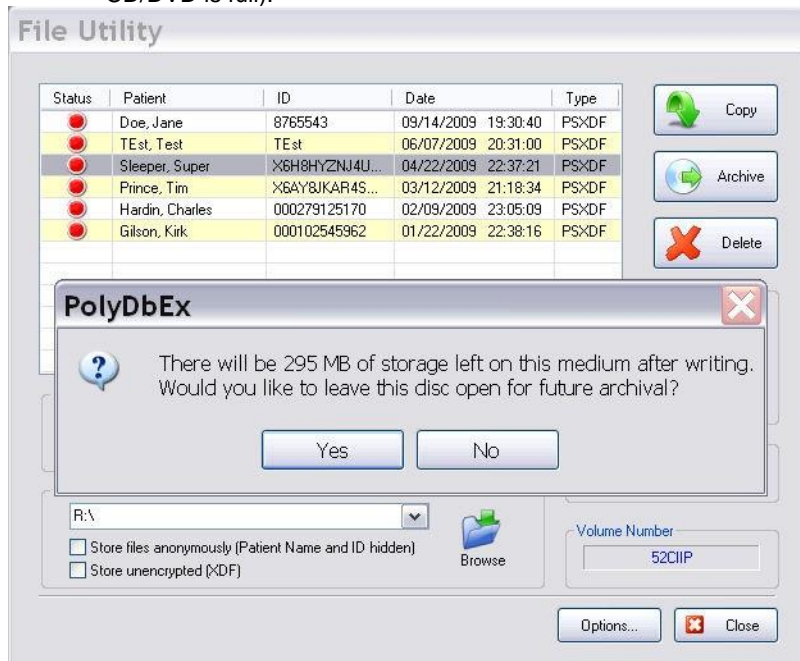 CD/DVD is full).
File Utility
Status Patient ID Date Type
Doe, Jane 8765543 09/14/2009 19:30:40 PSXDF
TEst, Test TEst 06/07/2009 20:31:00 PSXDF
Sleeper, Super X6H8HYZNJ4U... 04/22/2009 22:37:21 PSXDF
Prince, Tim X6AY8JKAR4S... 03/12/2009 21:18:34 PSXDF
Hardin, Charles 000279125170 02/09/2009 23:05:09 PSXDF
Gilson, Kirk 000102545962 01/22/2009 22:38:16 PSXDF
Copy
Archive
Delete
PolyDbEx
There will be 295 MB of storage left on this medium after writing.
Would you like to leave this disc open for future archival?
Yes No
R:\
Store files anonymously (Patient Name and ID hidden)
Store unencrypted (XDF)
Browse
Volume Number
52CIIP
Options... Close